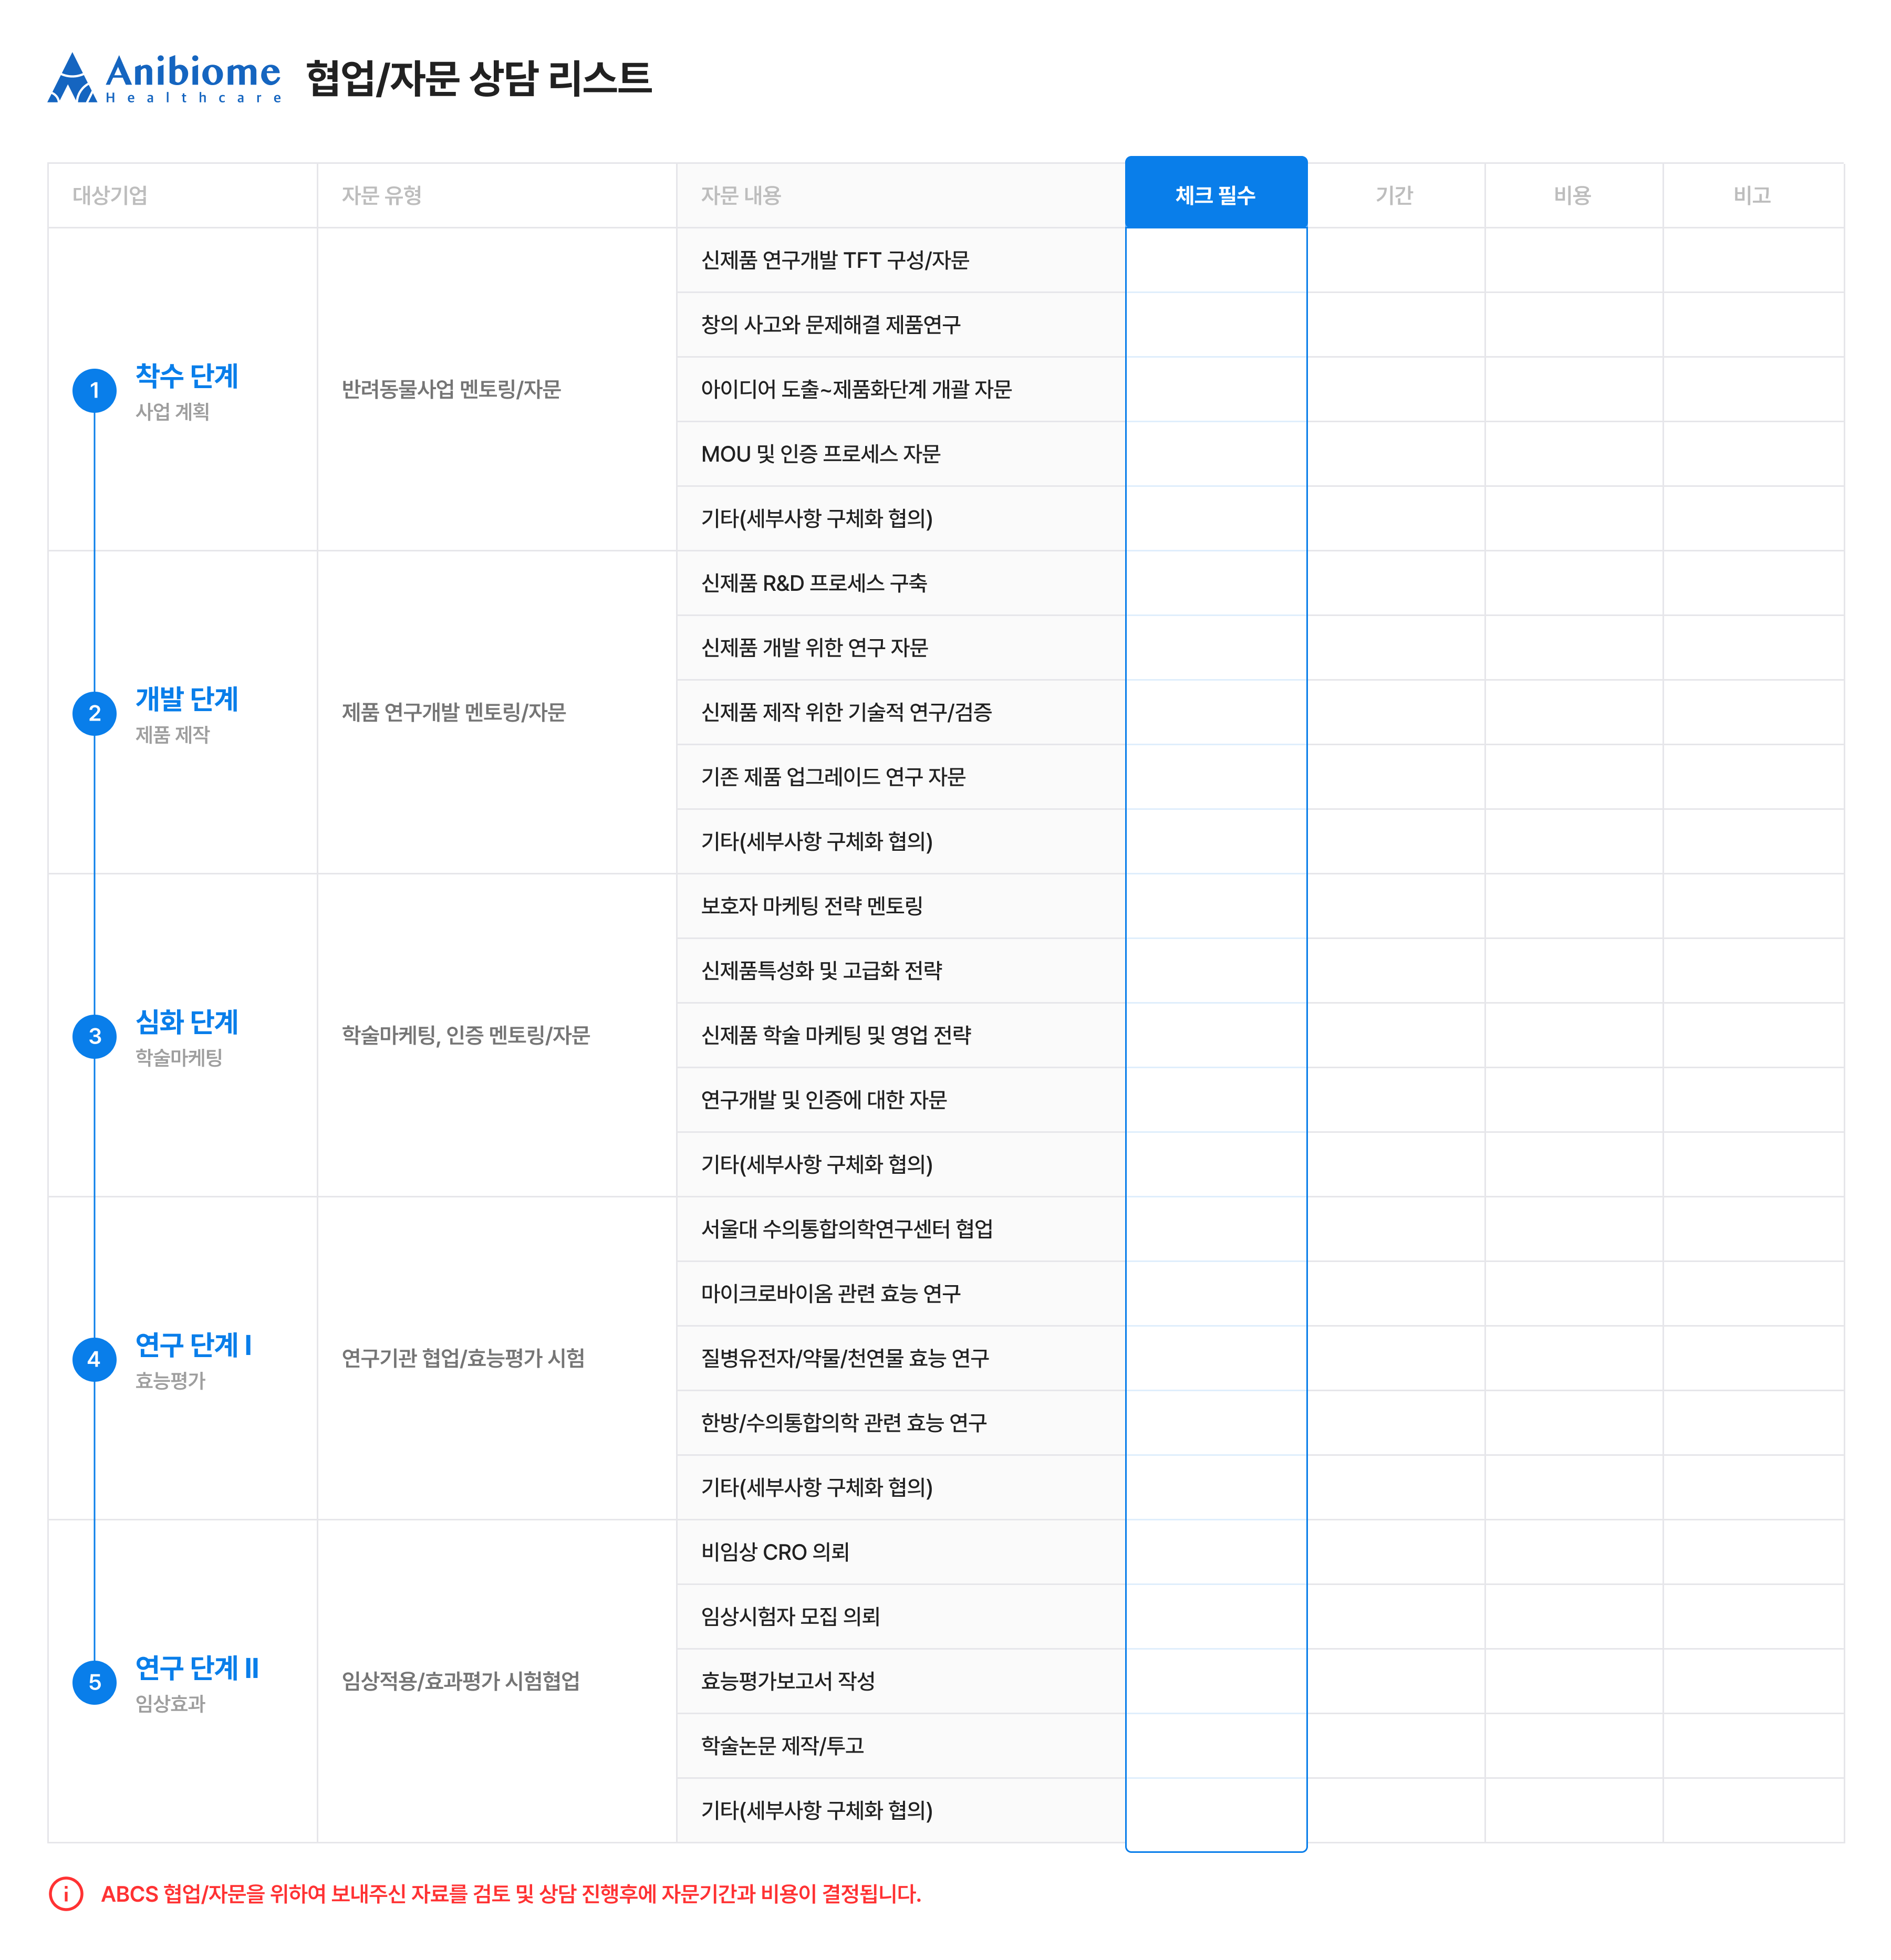 Anibiome
Healthcare
협업/자문 상담 리스트
대상기업
자문 유형
자문 내용
체크 필수
기간
비용
비고
1
착수 단계
사업 계획
반려동물사업 멘토링/자문
신제품 연구개발 TFT 구성/자문
창의 사고와 문제해결 제품연구
아이디어 도출~제품화단계 개괄 자문
MOU 및 인증 프로세스 자문
기타(세부사항 구체화 협의)
2
개발 단계
제품 제작
제품 연구개발 멘토링/자문
신제품 R&D 프로세스 구축
신제품 개발 위한 연구 자문
신제품 제작 위한 기술적 연구/검증
기존 제품 업그레이드 연구 자문
기타(세부사항 구체화 협의)
3
심화 단계
학술마케팅
학술마케팅, 인증 멘토링/자문
보호자 마케팅 전략 멘토링
신제품특성화 및 고급화 전략
신제품 학술 마케팅 및 영업 전략
연구개발 및 인증에 대한 자문
기타(세부사항 구체화 협의)
4
연구 단계 I
효능평가
연구기관 협업/효능평가 시험
서울대 수의통합의학연구센터 협업
마이크로바이옴 관련 효능 연구
질병유전자/약물/천연물 효능 연구
한방/수의통합의학 관련 효능 연구
기타(세부사항 구체화 협의)
5
연구 단계 II
임상효과
임상적용/효과평가 시험협업
비임상 CRO 의뢰
임상시험자 모집 의뢰
효능평가보고서 작성
학술논문 제작/투고
기타(세부사항 구체화 협의)
ABCS 협업/자문을 위하여 보내주신 자료를 검토 및 상담 진행후에 자문기간과 비용이 결정됩니다.